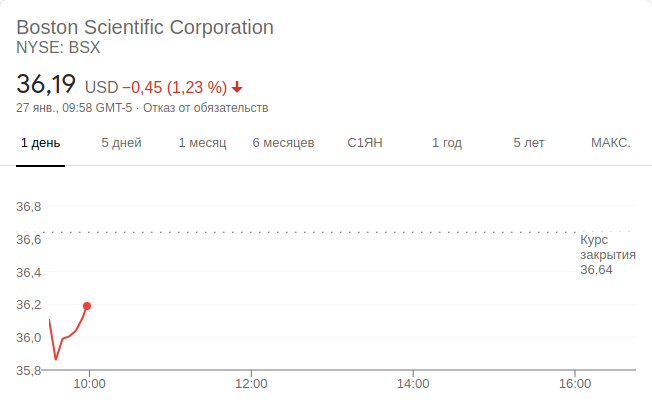 Boston Scientific Corporation
NYSE: BSX
36,19 USD −0,45 (1,23 %)
27 янв., 09:58 GMT-5 · Отказ от обязательств
1 день 5 дней 1 месяц 6 месяцев С1ЯН 1 год 5 лет МАКС.
36,8
36,6
Курс
закрытия
36,64
36,4
36,2
36,0
35,8
10:00 12:00 14:00 16:00